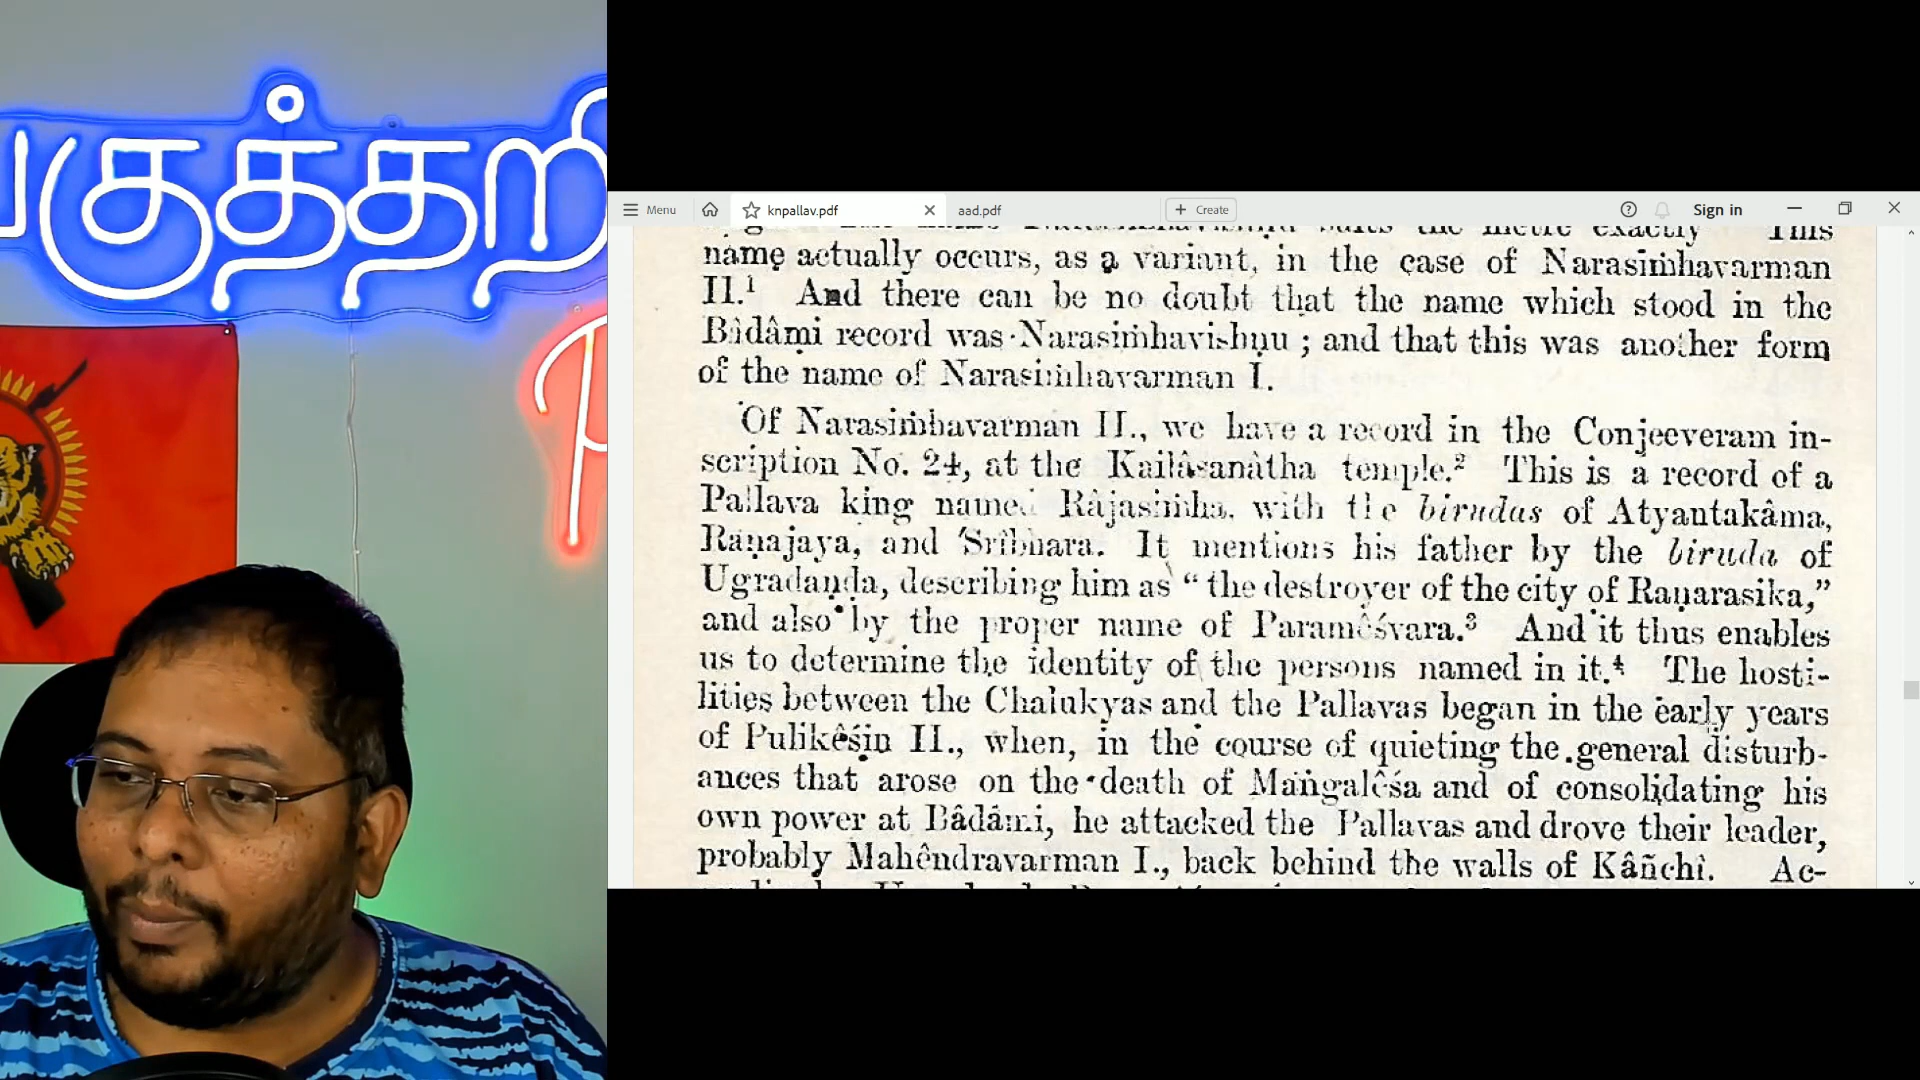 குத்தறி
Menu
knpallav.pdf
aad.pdf
Create
Sign in
suits the metre exactly This
name actually occurs, as a variant, in the case of Narasiṁhavarman
II.¹ And there can be no doubt that the name which stood in the
Bâdâmi record was Narasiṁhavishṇu ; and that this was another form
of the name of Narasiṁhavarman I.
Of Narasiṁhavarman II., we have a record in the Conjeeveram in-
scription No. 24, at the Kailâsanâtha temple.² This is a record of a
Pallava king named Râjasiṁha, with the birudas of Atyantakâma,
Raṇajaya, and Śrîbhara. It mentions his father by the biruda of
Ugradaṇḍa, describing him as “ the destroyer of the city of Raṇarasika,”
and also by the proper name of Paramêśvara.³ And it thus enables
us to determine the identity of the persons named in it.⁴ The hosti-
lities between the Chalukyas and the Pallavas began in the early years
of Pulikêśin II., when, in the course of quieting the general disturb-
ances that arose on the death of Maṅgalêśa and of consolidating his
own power at Bâdâmi, he attacked the Pallavas and drove their leader,
probably Mahêndravarman I., back behind the walls of Kâñchî. Ac-